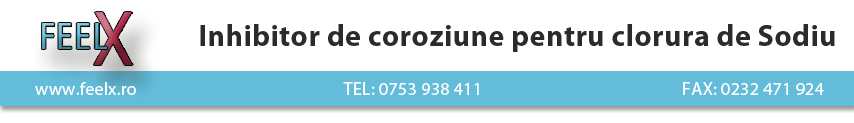 FEELX
Inhibitor de coroziune pentru clorura de Sodiu
www.feelx.ro TEL: 0753 938 411 FAX: 0232 471 924